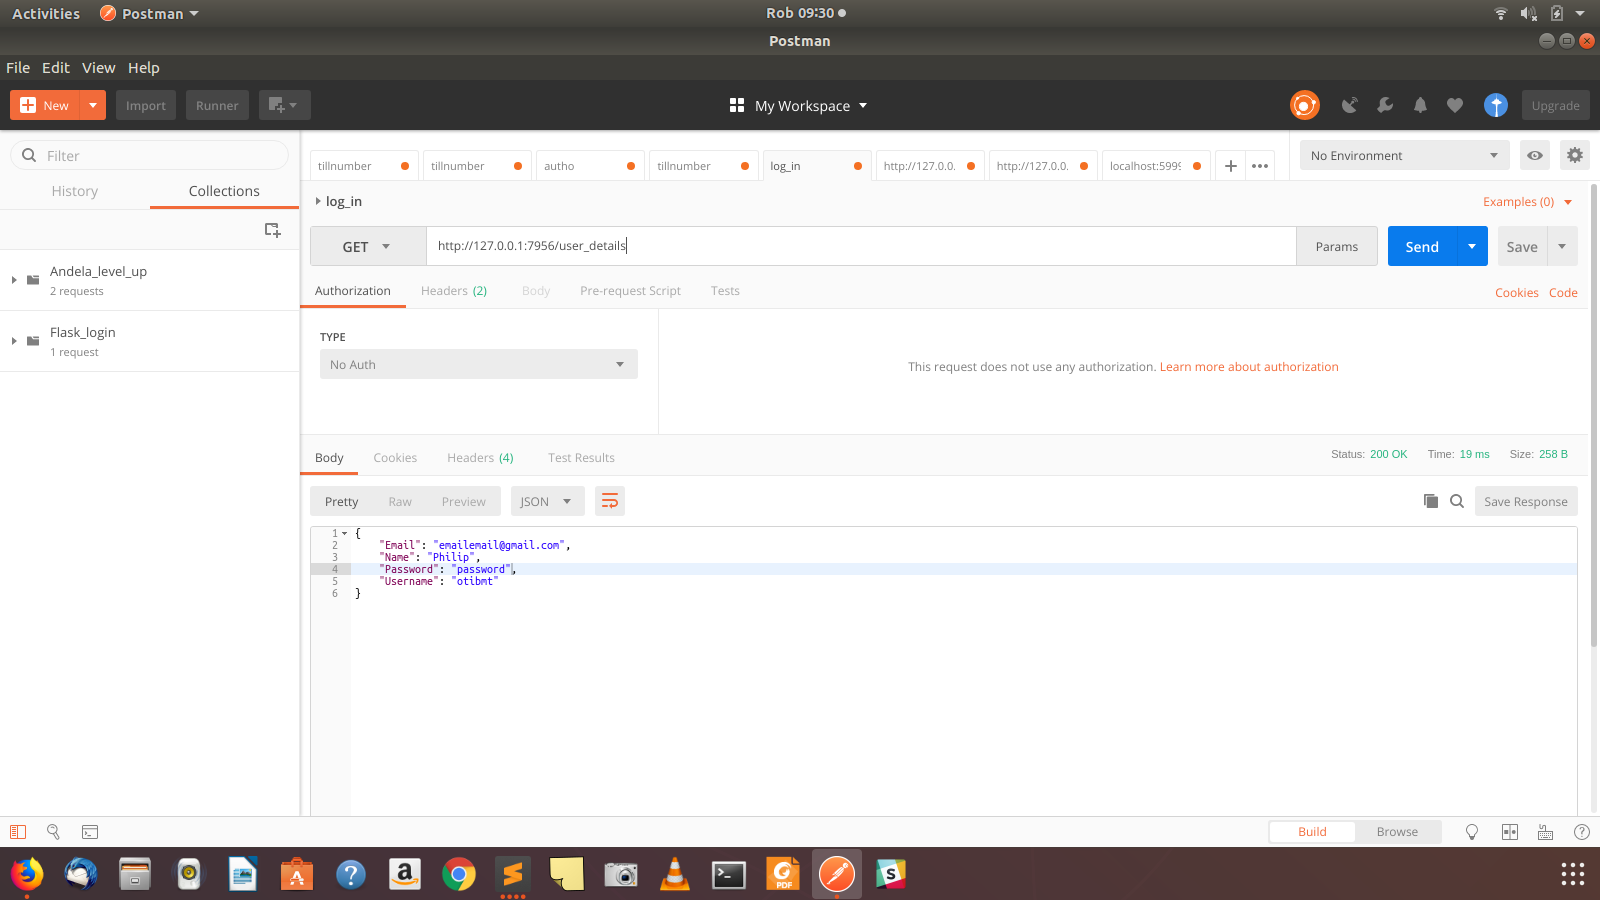 Activities Postman Rob 09:30
Postman
File Edit View Help
New Import Runner My Workspace Upgrade
Filter
History Collections
Andela_level_up
2 requests
Flask_login
1 request
tillnumber tillnumber autho tillnumber log_in http://127.0.0. http://127.0.0. localhost:5999 No Environment
log_in Examples (0)
GET http://127.0.0.1:7956/user_details Params Send Save
Authorization Headers (2) Body Pre-request Script Tests Cookies Code
TYPE
No Auth
This request does not use any authorization. Learn more about authorization
Body Cookies Headers (4) Test Results Status: 200 OK Time: 19 ms Size: 258 B
Pretty Raw Preview JSON Save Response
1 {
2 "Email": "emailemail@gmail.com",
3 "Name": "Philip",
4 "Password": "password",
5 "Username": "otibmt"
6 }
Build Browse
PDF